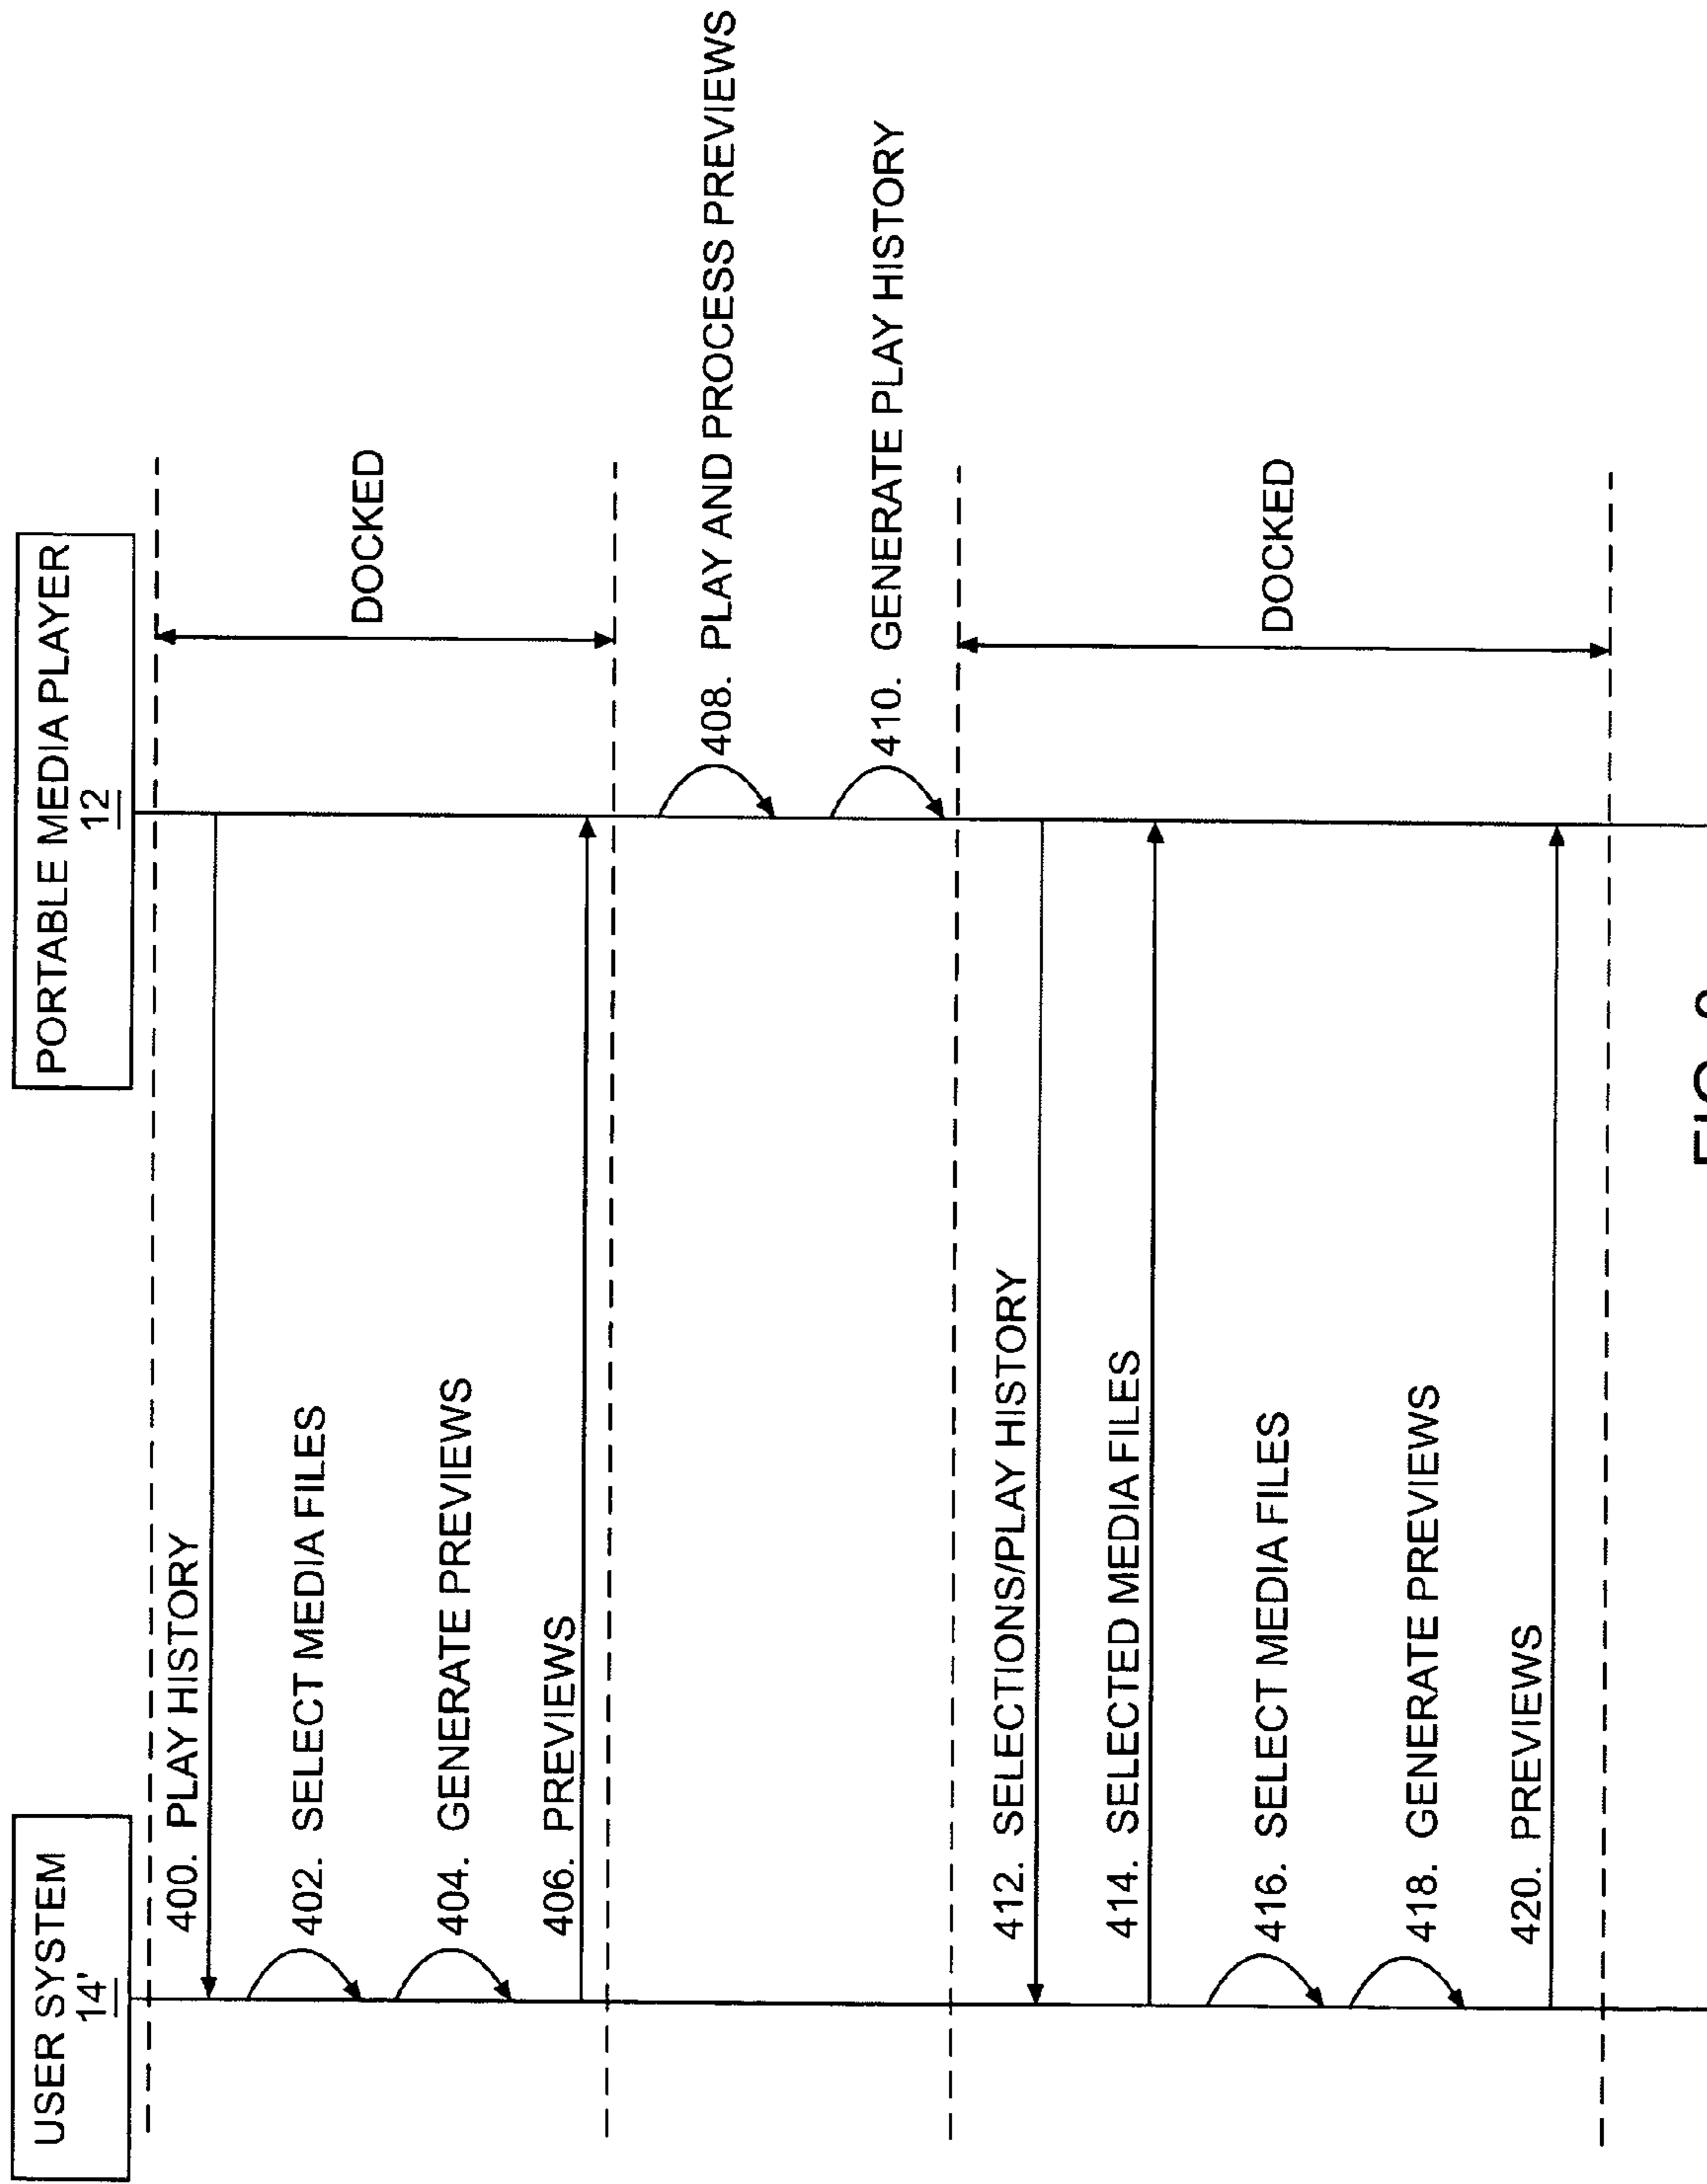 USER SYSTEM
14'
PORTABLE MEDIA PLAYER
12
400. PLAY HISTORY
402. SELECT MEDIA FILES
404. GENERATE PREVIEWS
406. PREVIEWS
DOCKED
408. PLAY AND PROCESS PREVIEWS
410. GENERATE PLAY HISTORY
412. SELECTIONS/PLAY HISTORY
414. SELECTED MEDIA FILES
416. SELECT MEDIA FILES
418. GENERATE PREVIEWS
420. PREVIEWS
DOCKED
FIG.